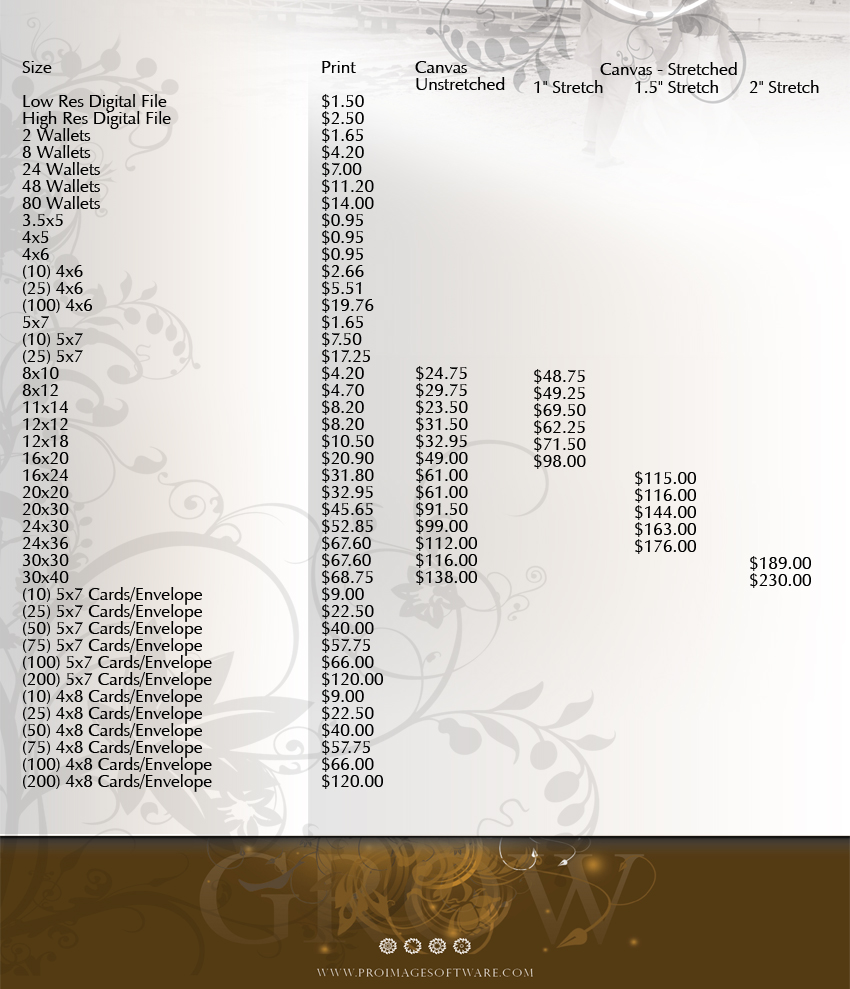 Size Print Canvas Unstretched Canvas - Stretched
1" Stretch 1.5" Stretch 2" Stretch
Low Res Digital File $1.50
High Res Digital File $2.50
2 Wallets $1.65
8 Wallets $4.20
24 Wallets $7.00
48 Wallets $11.20
80 Wallets $14.00
3.5x5 $0.95
4x5 $0.95
4x6 $0.95
(10) 4x6 $2.66
(25) 4x6 $5.51
(100) 4x6 $19.76
5x7 $1.65
(10) 5x7 $7.50
(25) 5x7 $17.25
8x10 $4.20 $24.75 $48.75
8x12 $4.70 $29.75 $49.25
11x14 $8.20 $23.50 $69.50
12x12 $8.20 $31.50 $62.25
12x18 $10.50 $32.95 $71.50
16x20 $20.90 $49.00 $98.00
16x24 $31.80 $61.00 $115.00
20x20 $32.95 $61.00 $116.00
20x30 $45.65 $91.50 $144.00
24x30 $52.85 $99.00 $163.00
24x36 $67.60 $112.00 $176.00
30x30 $67.60 $116.00 $189.00
30x40 $68.75 $138.00 $230.00
(10) 5x7 Cards/Envelope $9.00
(25) 5x7 Cards/Envelope $22.50
(50) 5x7 Cards/Envelope $40.00
(75) 5x7 Cards/Envelope $57.75
(100) 5x7 Cards/Envelope $66.00
(200) 5x7 Cards/Envelope $120.00
(10) 4x8 Cards/Envelope $9.00
(25) 4x8 Cards/Envelope $22.50
(50) 4x8 Cards/Envelope $40.00
(75) 4x8 Cards/Envelope $57.75
(100) 4x8 Cards/Envelope $66.00
(200) 4x8 Cards/Envelope $120.00
GROW
WWW.PROIMAGESOFTWARE.COM